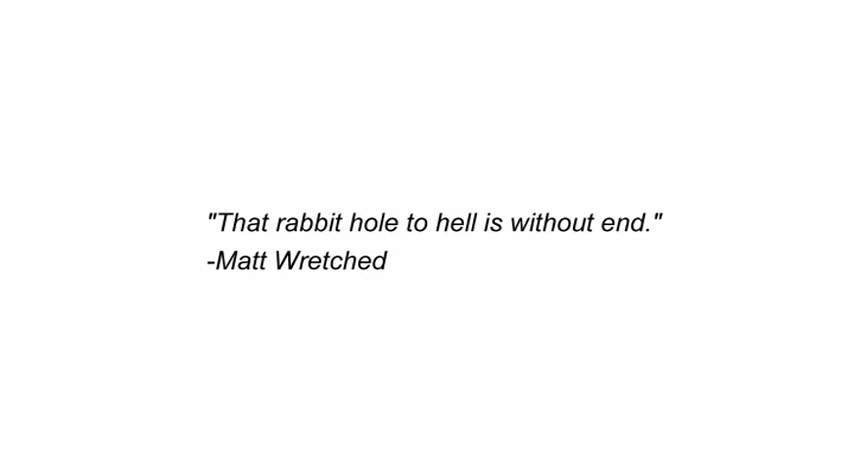 "That rabbit hole to hell is without end."
-Matt Wretched